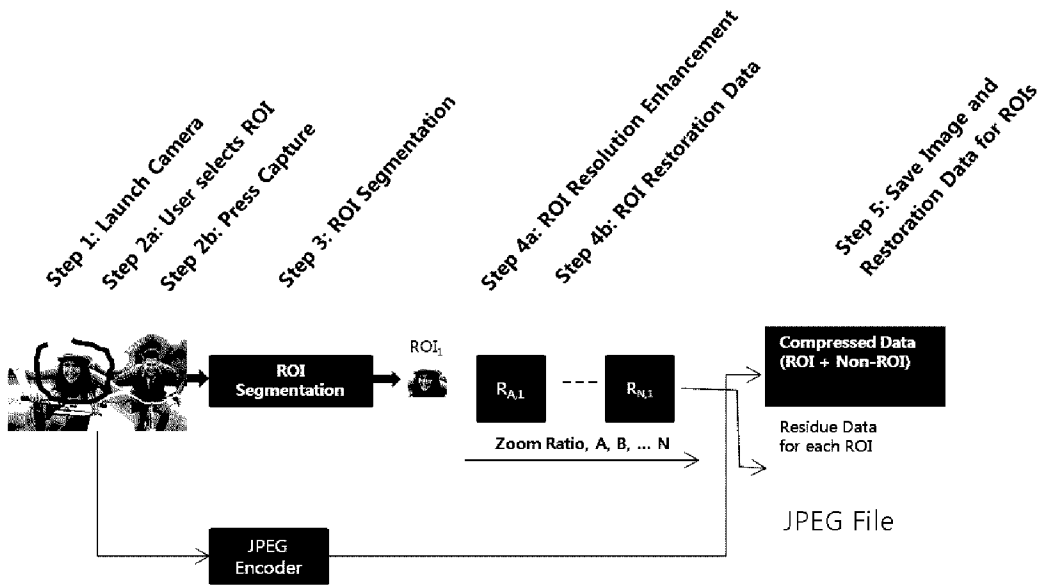 Step 1: Launch Camera
Step 2a: User selects ROI
Step 2b: Press Capture
Step 3: ROI Segmentation
Step 4a: ROI Resolution Enhancement
Step 4b: ROI Restoration Data
Step 5: Save Image and
Restoration Data for ROIs
ROI
Segmentation
ROI1
RA,1
RN,1
Zoom Ratio, A, B, ... N
Compressed Data
(ROI + Non-ROI)
Residue Data
for each ROI
JPEG File
JPEG
Encoder